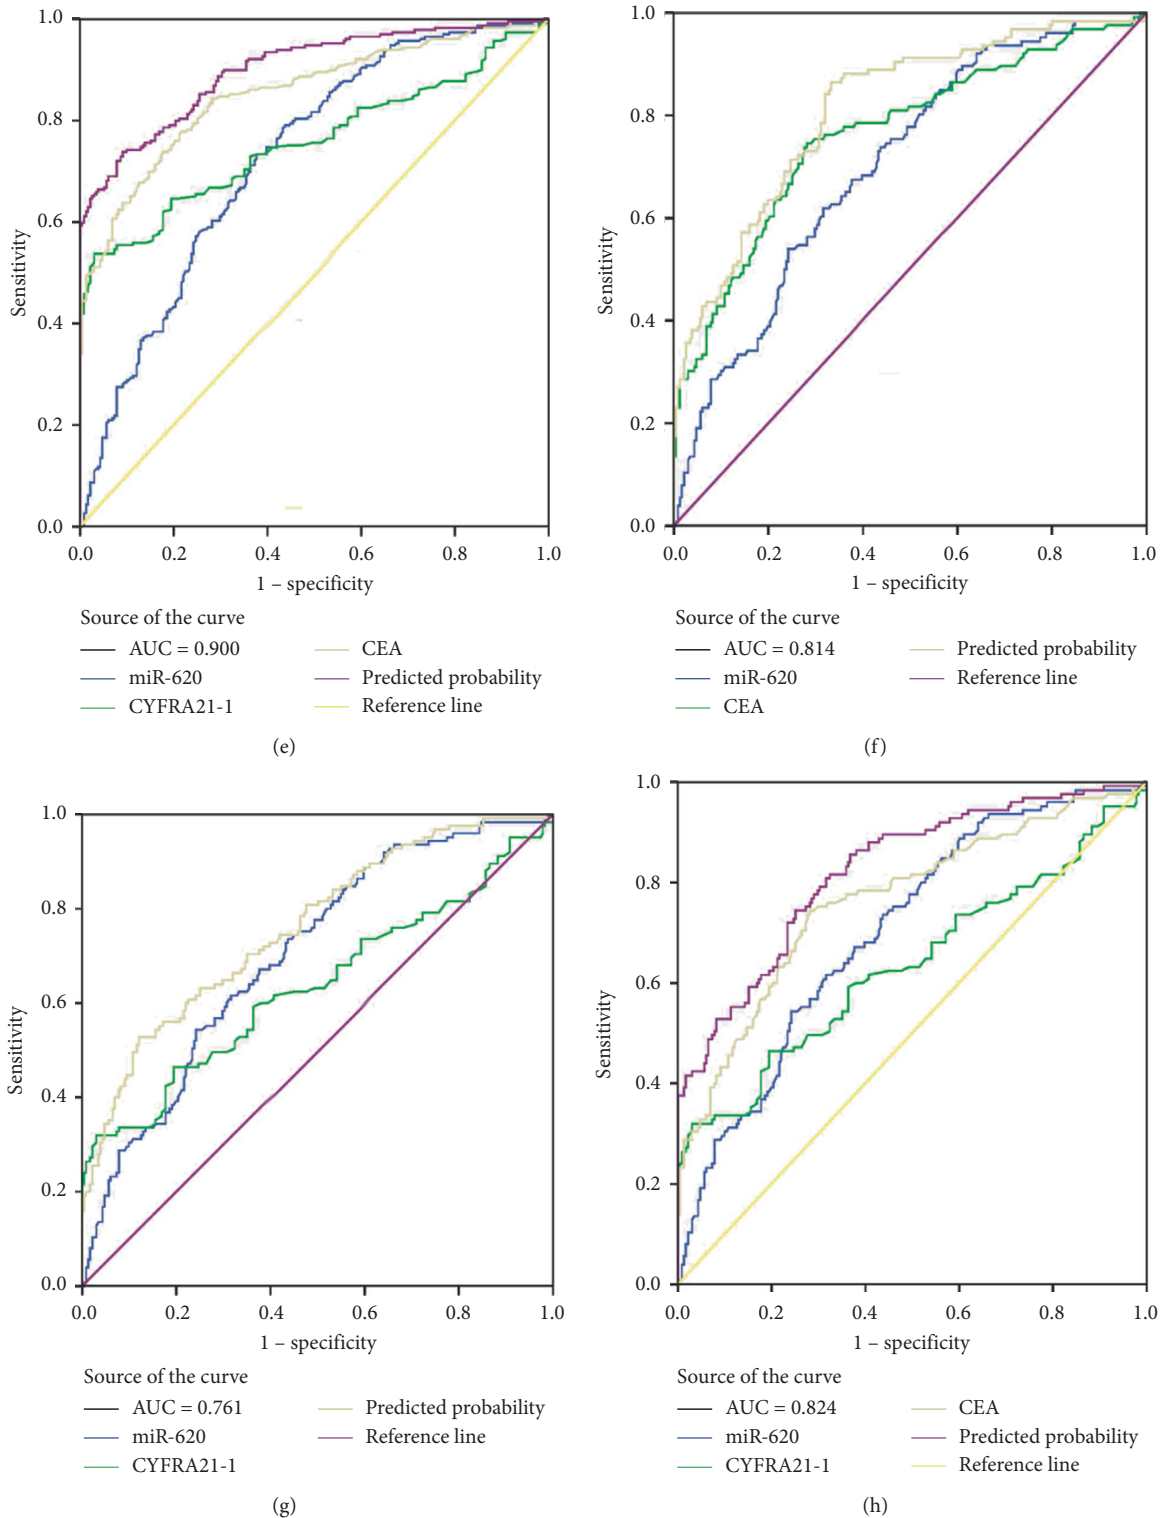 1.0
0.8
0.6
0.4
0.2
0.0
Sensitivity
0.0 0.2 0.4 0.6 0.8 1.0
1 – specificity
Source of the curve
AUC = 0.900 CEA
miR-620 Predicted probability
CYFRA21-1 Reference line
(e)
1.0
0.8
0.6
0.4
0.2
0.0
Sensitivity
0.0 0.2 0.4 0.6 0.8 1.0
1 – specificity
Source of the curve
AUC = 0.814 Predicted probability
miR-620 Reference line
CEA
(f)
1.0
0.8
0.6
0.4
0.2
0.0
Sensitivity
0.0 0.2 0.4 0.6 0.8 1.0
1 – specificity
Source of the curve
AUC = 0.761 Predicted probability
miR-620 Reference line
CYFRA21-1
(g)
1.0
0.8
0.6
0.4
0.2
0.0
Sensitivity
0.0 0.2 0.4 0.6 0.8 1.0
1 – specificity
Source of the curve
AUC = 0.824 CEA
miR-620 Predicted probability
CYFRA21-1 Reference line
(h)